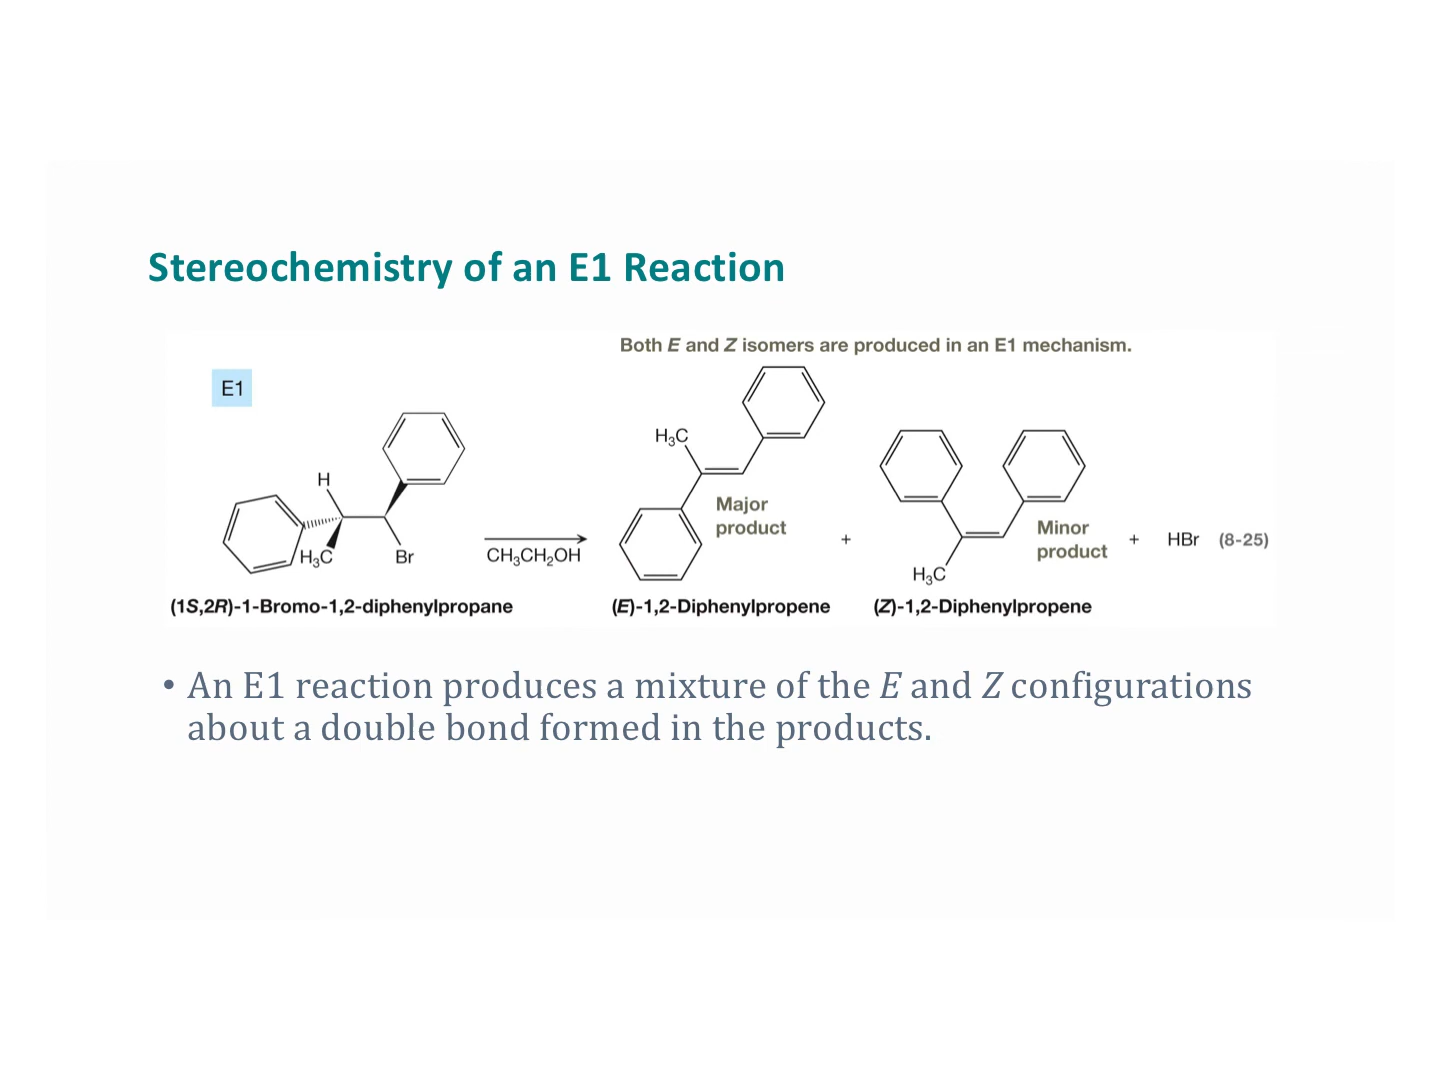 Stereochemistry of an E1 Reaction
Both E and Z isomers are produced in an E1 mechanism.
E1
H
H₃C
Br
CH₃CH₂OH
H₃C
Major
product
+
H₃C
Minor
product
+
HBr (8-25)
(1S,2R)-1-Bromo-1,2-diphenylpropane
(E)-1,2-Diphenylpropene
(Z)-1,2-Diphenylpropene
• An E1 reaction produces a mixture of the E and Z configurations
about a double bond formed in the products.